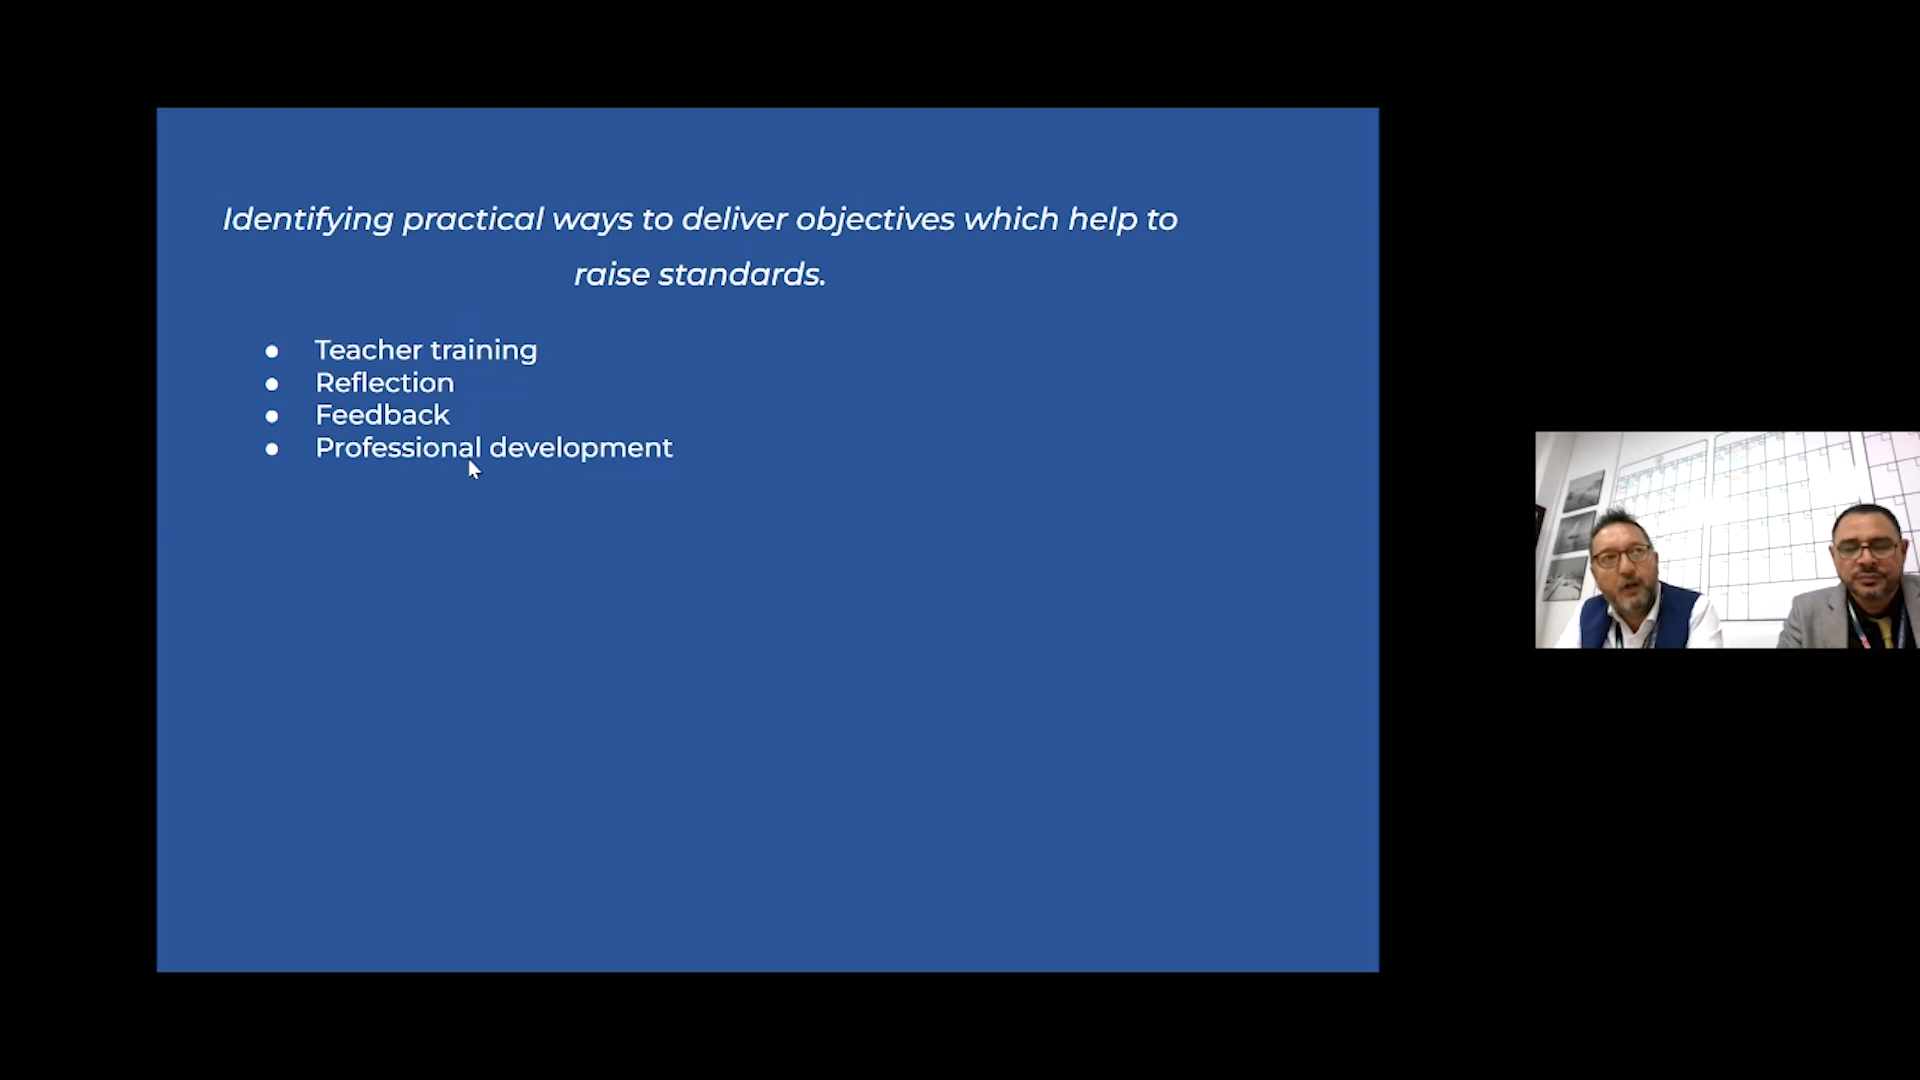 Identifying practical ways to deliver objectives which help to
raise standards.
● Teacher training
● Reflection
● Feedback
● Professional development